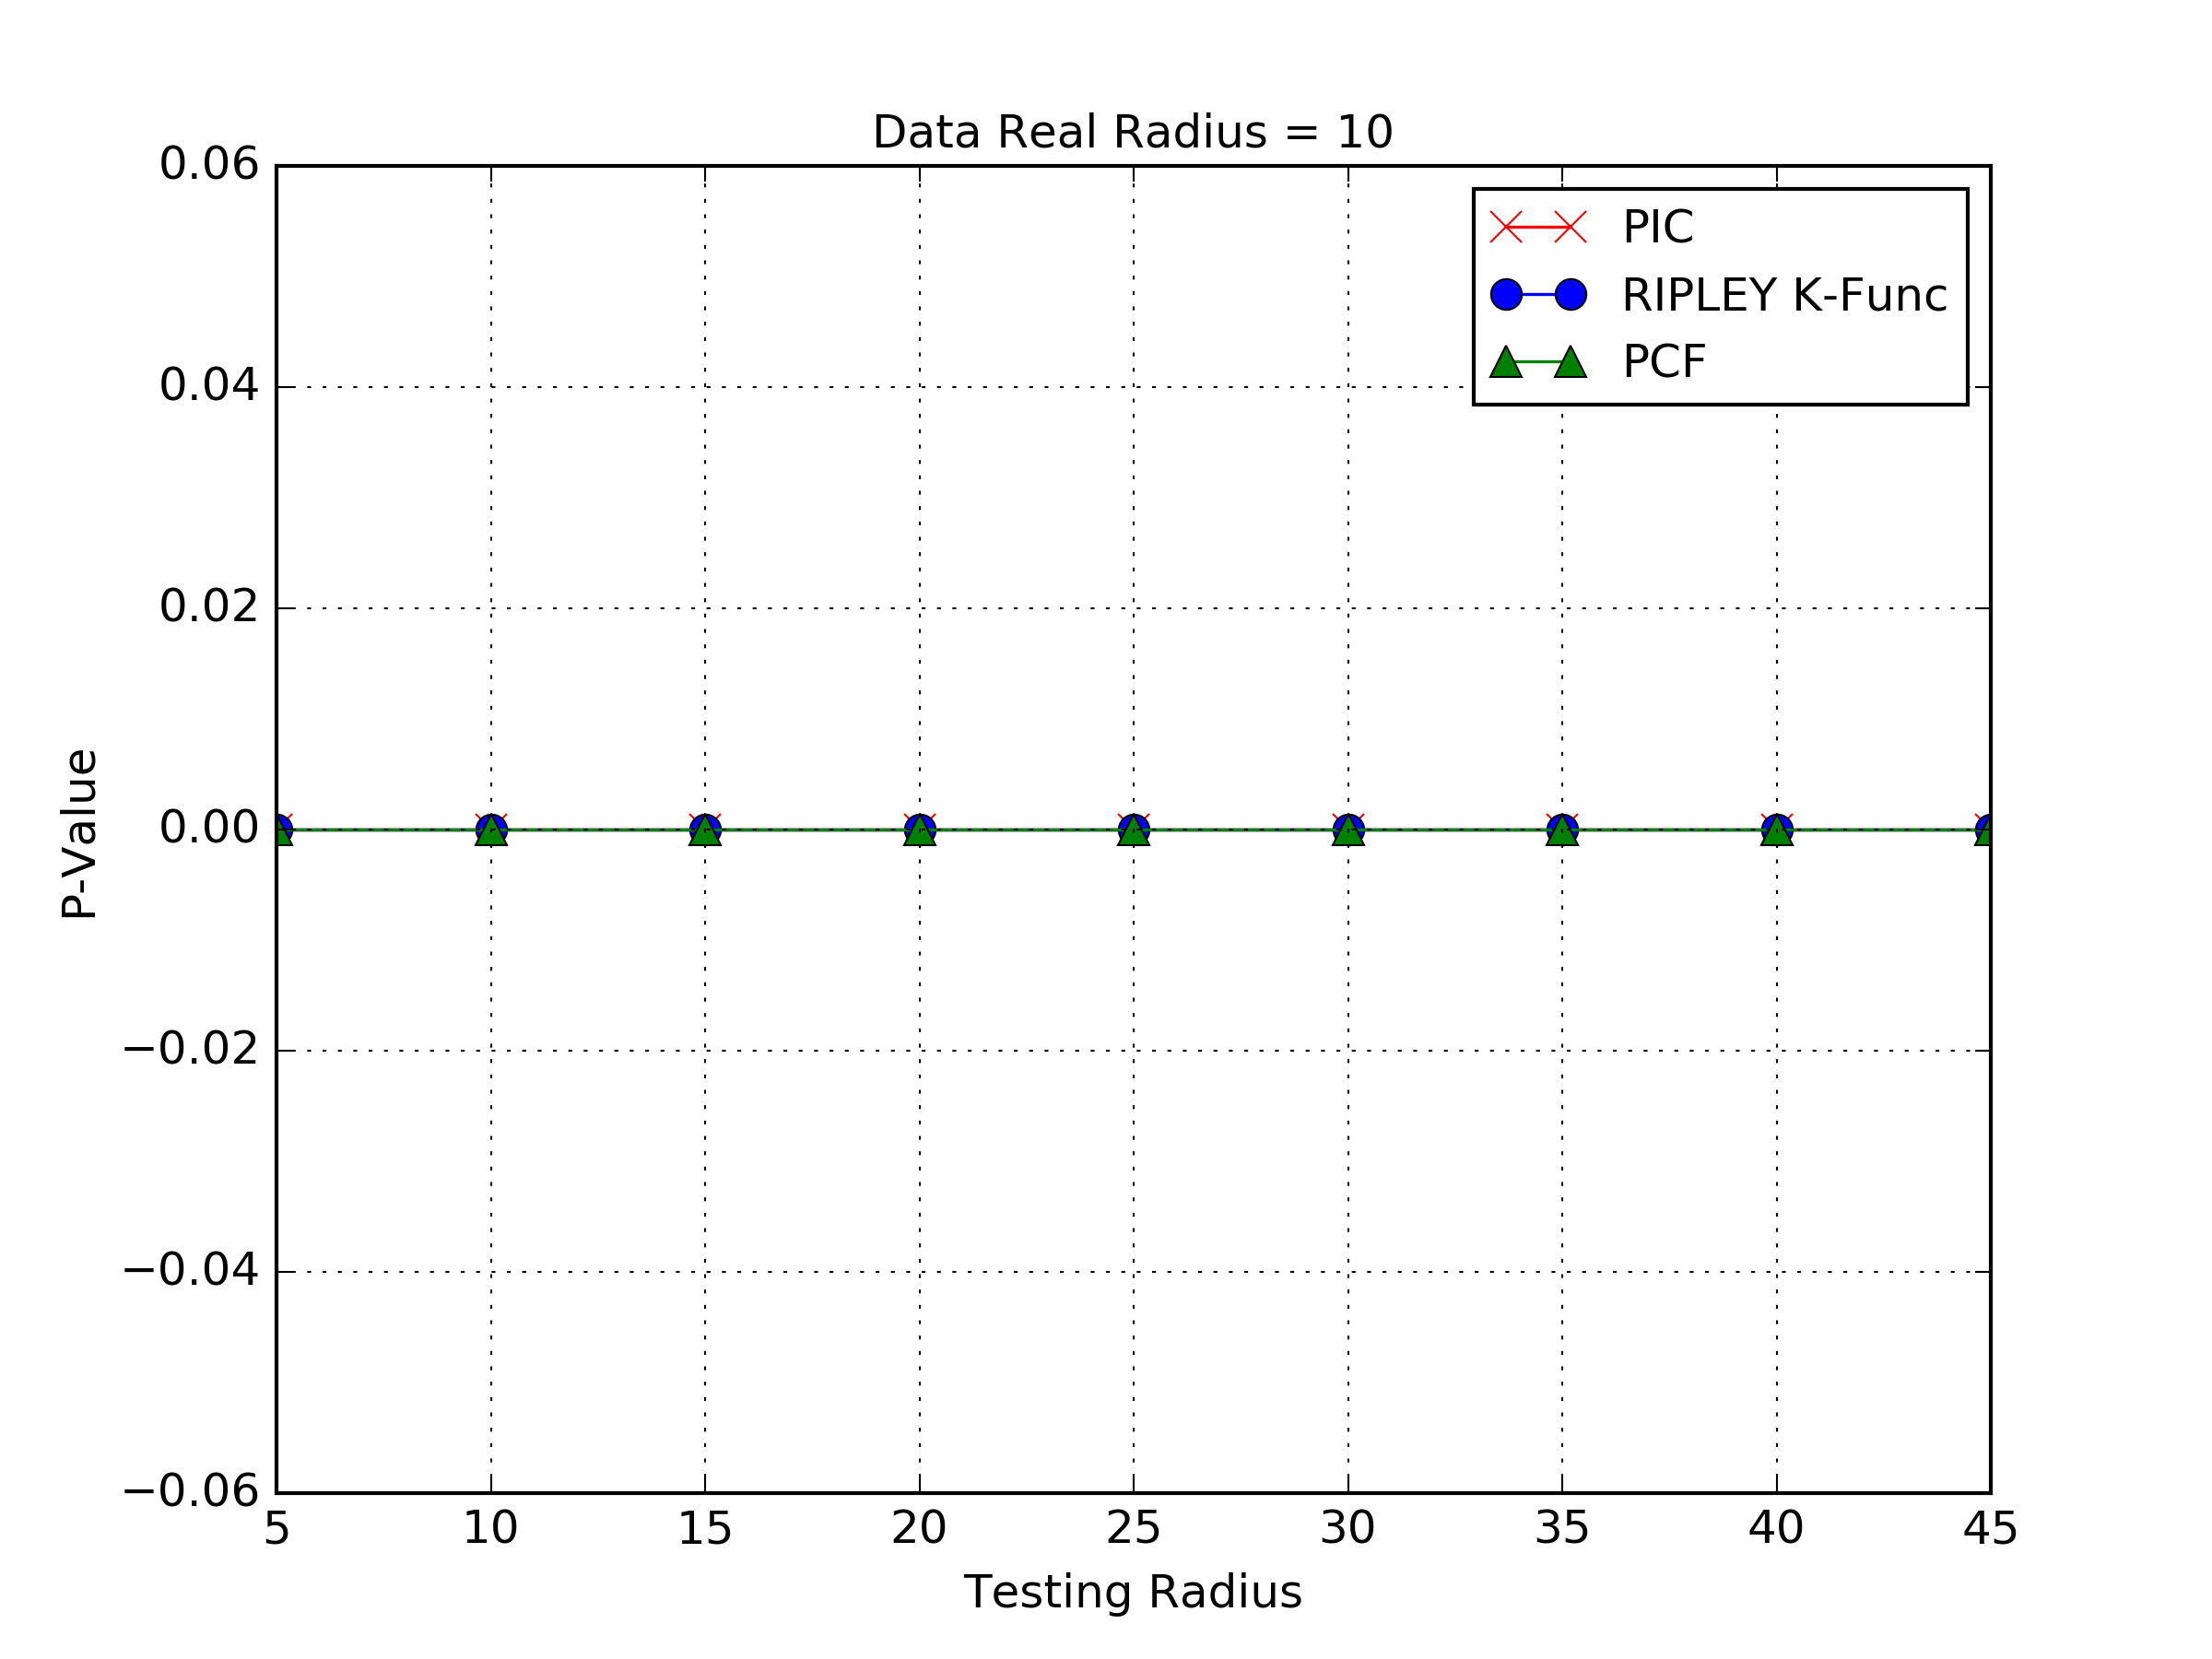 Data Real Radius = 10
0.06
0.04
0.02
0.00
−0.02
−0.04
−0.06
P-Value
PIC
RIPLEY K-Func
PCF
5 10 15 20 25 30 35 40 45
Testing Radius